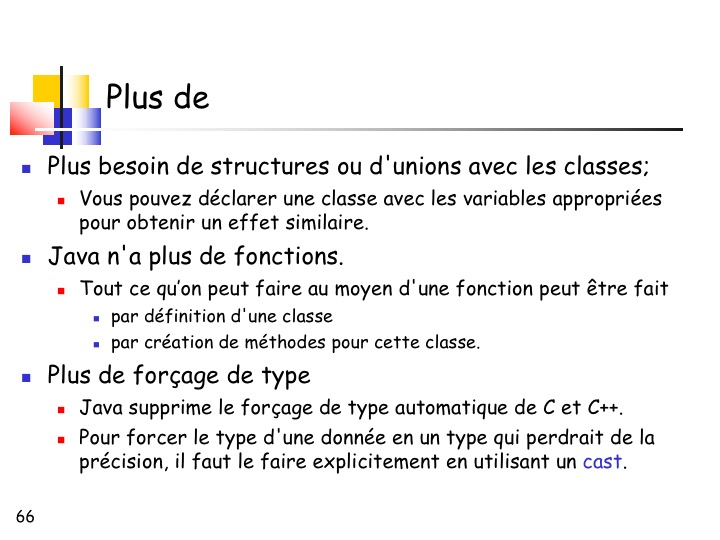 Plus de
Plus besoin de structures ou d'unions avec les classes;
Vous pouvez déclarer une classe avec les variables appropriées
pour obtenir un effet similaire.
Java n'a plus de fonctions.
Tout ce qu’on peut faire au moyen d'une fonction peut être fait
par définition d'une classe
par création de méthodes pour cette classe.
Plus de forçage de type
Java supprime le forçage de type automatique de C et C++.
Pour forcer le type d'une donnée en un type qui perdrait de la
précision, il faut le faire explicitement en utilisant un cast.
66